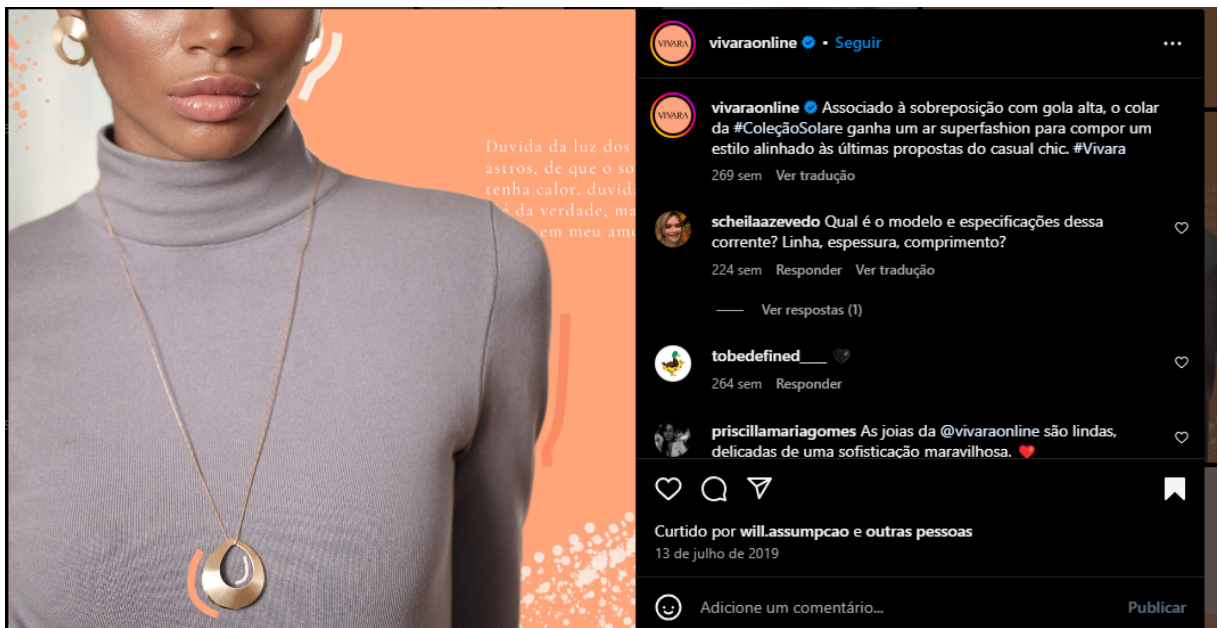 Duvida da luz dos
astros, de que o so
tenha calor, duvid
da verdade, ma
em meu am
VIVARA
vivaraonline • Seguir
VIVARA
vivaraonline Associado à sobreposição com gola alta, o colar
da #ColeçãoSolare ganha um ar superfashion para compor um
estilo alinhado às últimas propostas do casual chic. #Vivara
269 sem Ver tradução
scheilaazevedo Qual é o modelo e especificações dessa
corrente? Linha, espessura, comprimento?
224 sem Responder Ver tradução
Ver respostas (1)
tobedefined___ 🖤
264 sem Responder
priscillamariagomes As joias da @vivaraonline são lindas,
delicadas de uma sofisticação maravilhosa. ❤️
Curtido por will.assumpcao e outras pessoas
13 de julho de 2019
Adicione um comentário... Publicar